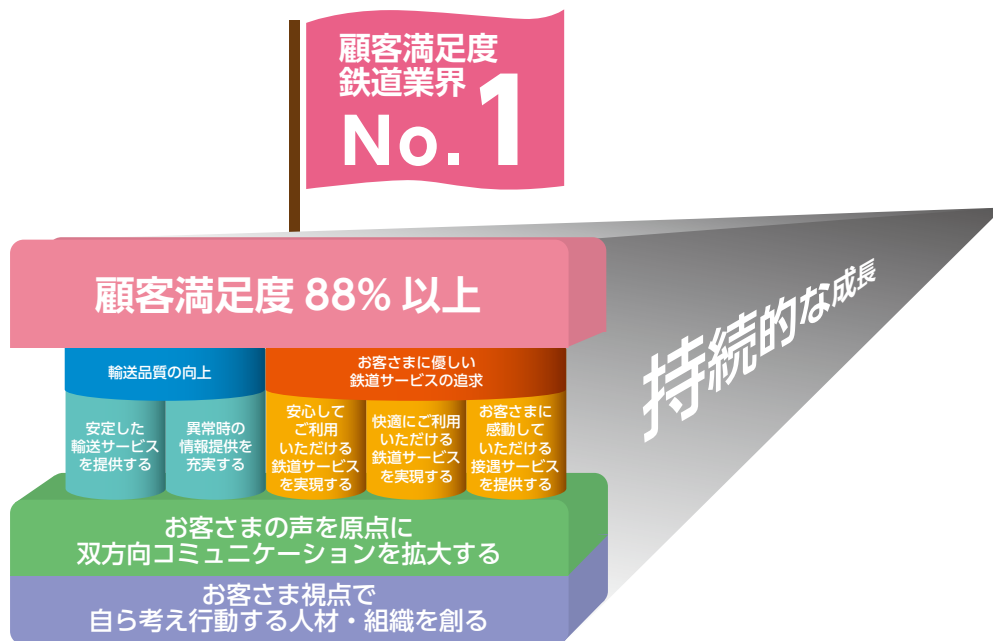 顧客満足度
鉄道業界
No.1
顧客満足度 88% 以上
輸送品質の向上
お客さまに優しい
鉄道サービスの追求
安定した
輸送サービス
を提供する
異常時の
情報提供を
充実する
安心して
ご利用
いただける
鉄道サービス
を実現する
快適にご利用
いただける
鉄道サービス
を実現する
お客さまに
感動して
いただける
接遇サービス
を提供する
お客さまの声を原点に
双方向コミュニケーションを拡大する
お客さま視点で
自ら考え行動する人材・組織を創る
持続的な成長